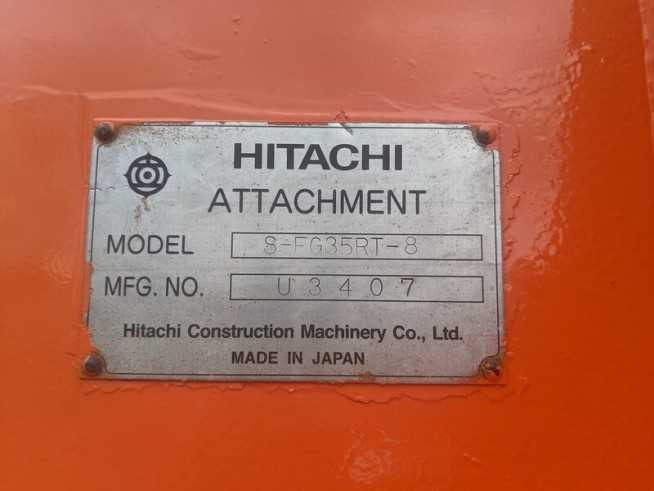 HITACHI
ATTACHMENT
MODEL S-FG35RT-8
MFG. NO. U3407
Hitachi Construction Machinery Co., Ltd.
MADE IN JAPAN